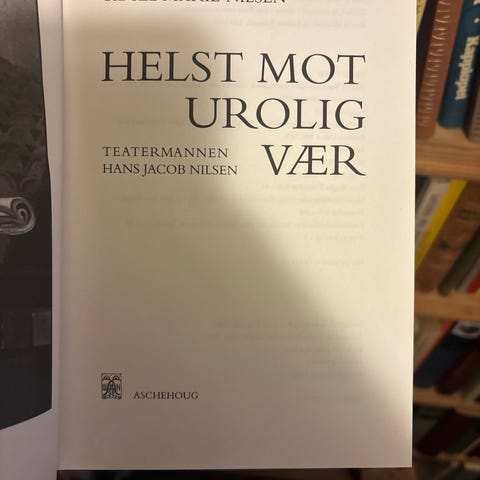 HELST MOT
UROLIG
VÆR
TEATERMANNEN
HANS JACOB NILSEN
ASCHEHOUG